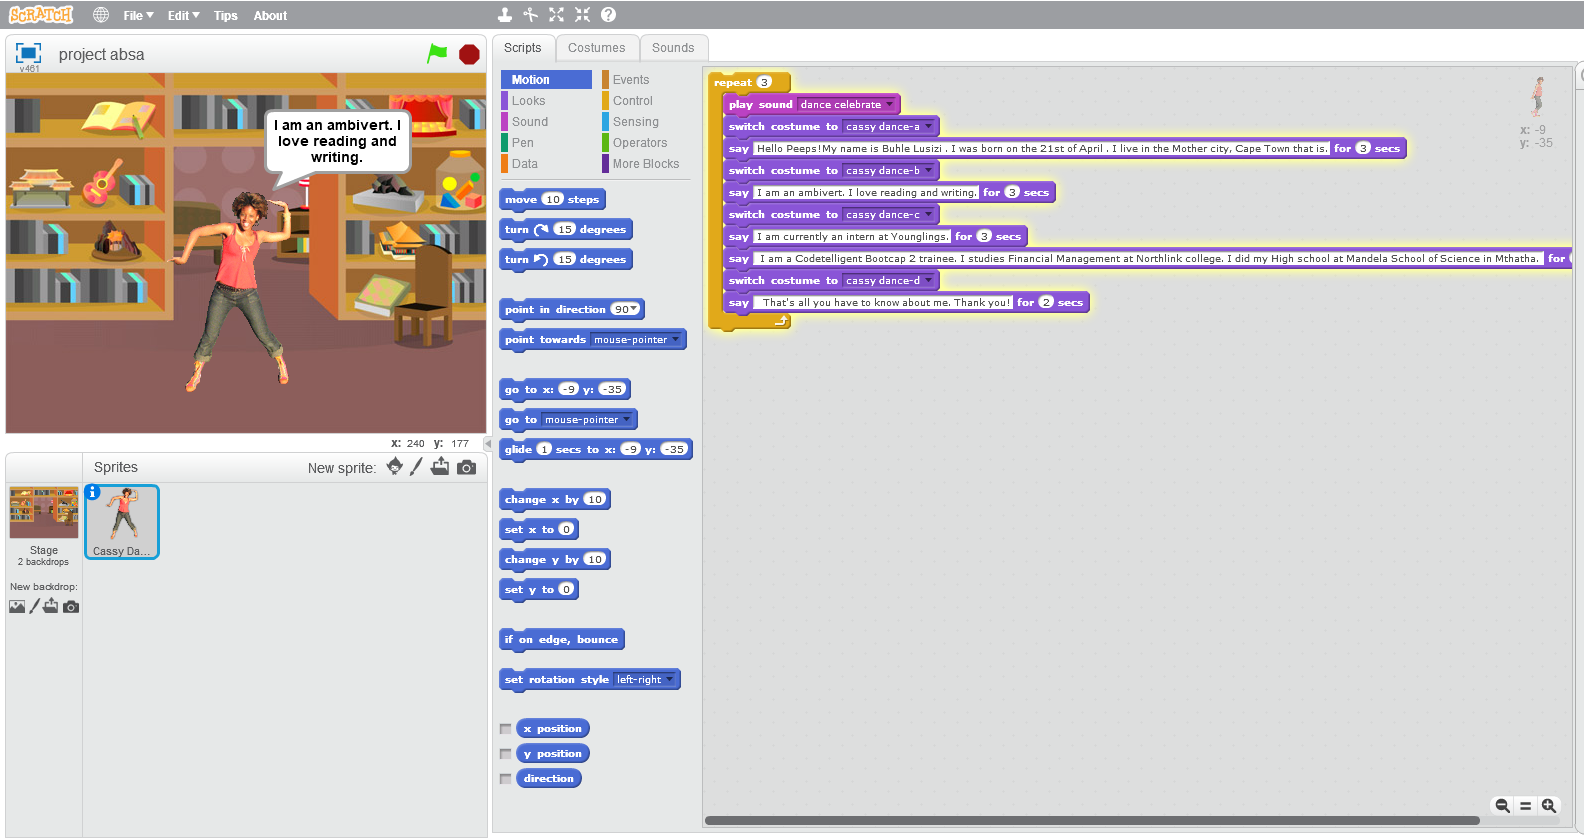 SCRATCH File Edit Tips About
v461 project absa
I am an ambivert. I
love reading and
writing.
x: 240 y: 177
Sprites New sprite:
Stage
2 backdrops
New backdrop:
Cassy Da...
Scripts Costumes Sounds
Motion Events
Looks Control
Sound Sensing
Pen Operators
Data More Blocks
move 10 steps
turn 15 degrees
turn 15 degrees
point in direction 90
point towards mouse-pointer
go to x: -9 y: -35
go to mouse-pointer
glide 1 secs to x: -9 y: -35
change x by 10
set x to 0
change y by 10
set y to 0
if on edge, bounce
set rotation style left-right
x position
y position
direction
repeat 3
play sound dance celebrate
switch costume to cassy dance-a
say Hello Peeps!My name is Buhle Lusizi . I was born on the 21st of April . I live in the Mother city, Cape Town that is. for 3 secs
switch costume to cassy dance-b
say I am an ambivert. I love reading and writing. for 3 secs
switch costume to cassy dance-c
say I am currently an intern at Younglings. for 3 secs
say I am a Codetelligent Bootcap 2 trainee. I studies Financial Management at Northlink college. I did my High school at Mandela School of Science in Mthatha. for
switch costume to cassy dance-d
say That's all you have to know about me. Thank you! for 2 secs
x: -9
y: -35